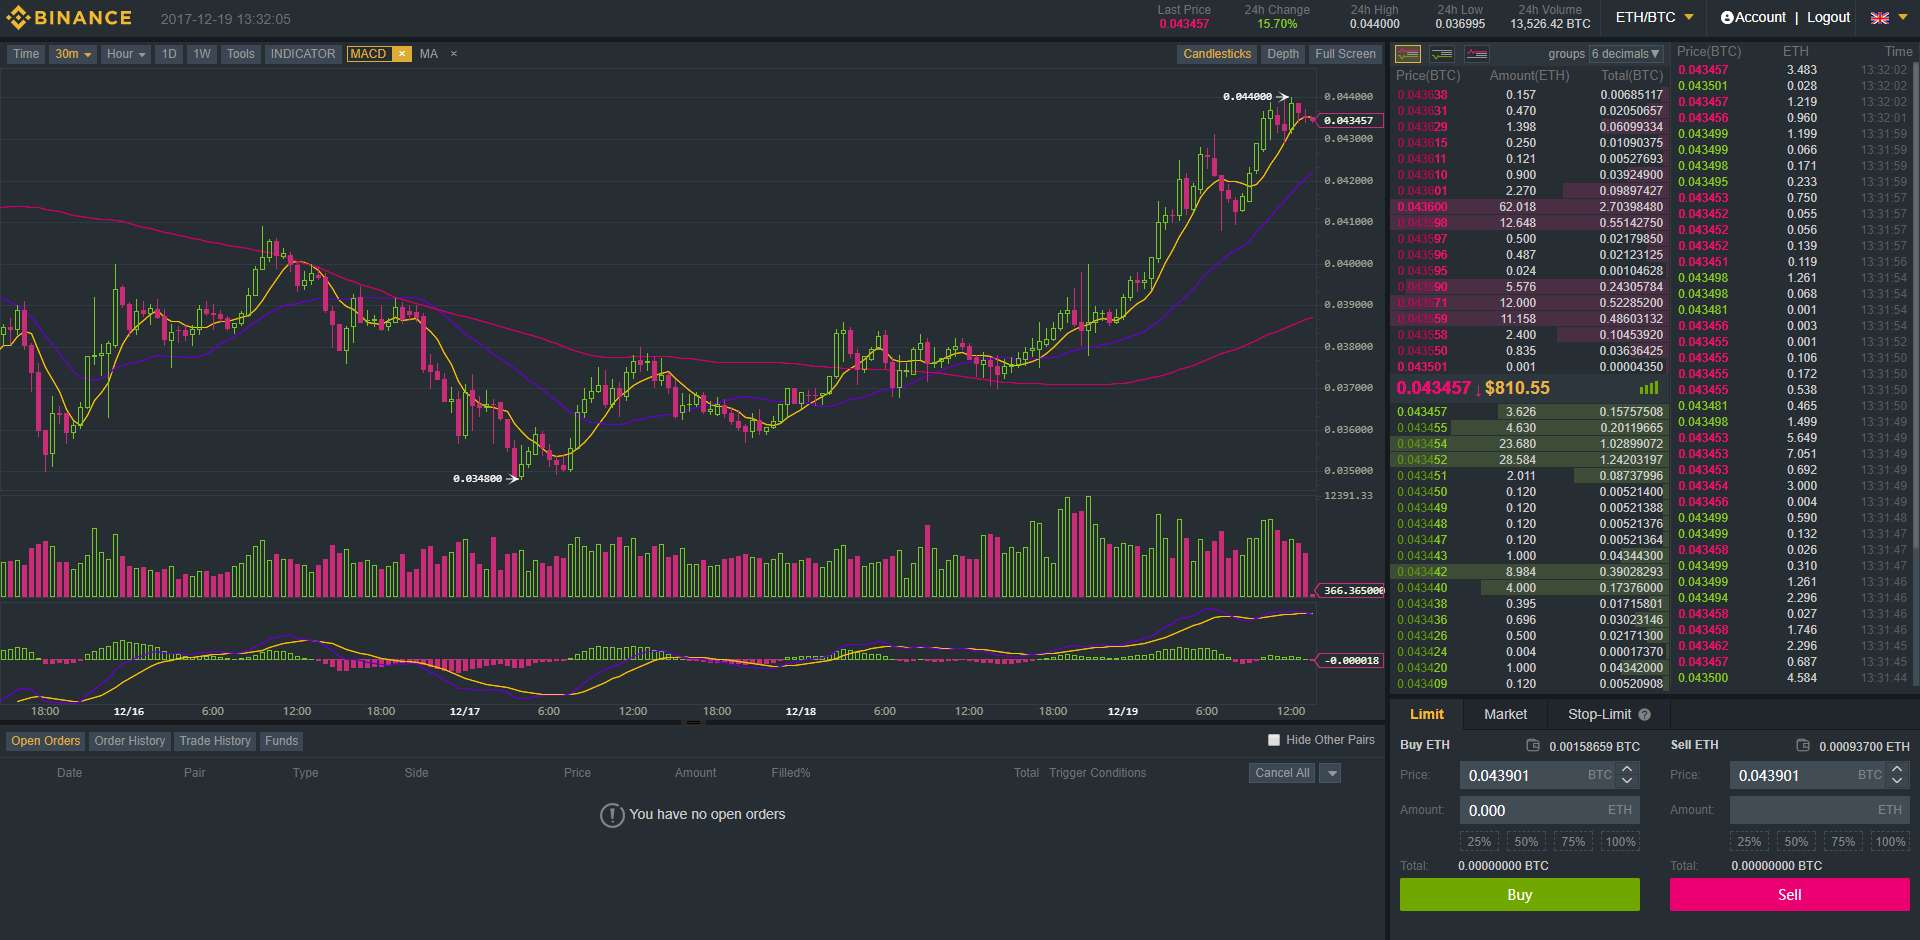 BINANCE 2017-12-19 13:32:05
Last Price 24h Change 24h High 24h Low 24h Volume
0.043457 15.70% 0.044000 0.036995 13,526.42 BTC
ETH/BTC Account | Logout
Time 30m Hour 1D 1W Tools INDICATOR MACD × MA ×
Candlesticks Depth Full Screen
0.044000
0.044000
0.043457
0.043000
0.042000
0.041000
0.040000
0.039000
0.038000
0.037000
0.036000
0.035000
0.034800
12391.33
366.365000
-0.000018
18:00 12/16 6:00 12:00 18:00 12/17 6:00 12:00 18:00 12/18 6:00 12:00 18:00 12/19 6:00 12:00
groups 6 decimals▼
Price(BTC) Amount(ETH) Total(BTC)
0.043638 0.157 0.00685117
0.043631 0.470 0.02050657
0.043629 1.398 0.06099334
0.043615 0.250 0.01090375
0.043611 0.121 0.00527693
0.043610 0.900 0.03924900
0.043601 2.270 0.09897427
0.043600 62.018 2.70398480
0.043598 12.648 0.55142750
0.043597 0.500 0.02179850
0.043596 0.487 0.02123125
0.043595 0.024 0.00104628
0.043590 5.576 0.24305784
0.043571 12.000 0.52285200
0.043559 11.158 0.48603132
0.043558 2.400 0.10453920
0.043550 0.835 0.03636425
0.043501 0.001 0.00004350
0.043457↓ $810.55
0.043457 3.626 0.15757508
0.043455 4.630 0.20119665
0.043454 23.680 1.02899072
0.043452 28.584 1.24203197
0.043451 2.011 0.08737996
0.043450 0.120 0.00521400
0.043449 0.120 0.00521388
0.043448 0.120 0.00521376
0.043447 0.120 0.00521364
0.043443 1.000 0.04344300
0.043442 8.984 0.39028293
0.043440 4.000 0.17376000
0.043438 0.395 0.01715801
0.043436 0.696 0.03023146
0.043426 0.500 0.02171300
0.043424 0.004 0.00017370
0.043420 1.000 0.04342000
0.043409 0.120 0.00520908
Price(BTC) ETH Time
0.043457 3.483 13:32:02
0.043501 0.028 13:32:02
0.043457 1.219 13:32:02
0.043456 0.960 13:32:01
0.043499 1.199 13:31:59
0.043499 0.066 13:31:59
0.043498 0.171 13:31:59
0.043495 0.233 13:31:59
0.043453 0.750 13:31:57
0.043452 0.055 13:31:57
0.043452 0.056 13:31:57
0.043452 0.139 13:31:57
0.043451 0.119 13:31:56
0.043498 1.261 13:31:54
0.043498 0.068 13:31:54
0.043481 0.001 13:31:54
0.043456 0.003 13:31:54
0.043455 0.001 13:31:52
0.043455 0.106 13:31:50
0.043455 0.172 13:31:50
0.043455 0.538 13:31:50
0.043481 0.465 13:31:50
0.043498 1.499 13:31:49
0.043453 5.649 13:31:49
0.043453 7.051 13:31:49
0.043453 0.692 13:31:49
0.043454 3.000 13:31:49
0.043456 0.004 13:31:49
0.043499 0.590 13:31:48
0.043499 0.132 13:31:47
0.043458 0.026 13:31:47
0.043499 0.310 13:31:47
0.043499 1.261 13:31:46
0.043494 2.296 13:31:46
0.043458 0.027 13:31:46
0.043458 1.746 13:31:46
0.043462 2.296 13:31:45
0.043457 0.687 13:31:45
0.043500 4.584 13:31:44
Open Orders Order History Trade History Funds
Hide Other Pairs
Date Pair Type Side Price Amount Filled% Total Trigger Conditions Cancel All
You have no open orders
Limit Market Stop-Limit ?
Buy ETH 0.00158659 BTC Sell ETH 0.00093700 ETH
Price: 0.043901 BTC Price: 0.043901 BTC
Amount: 0.000 ETH Amount: ETH
25% 50% 75% 100% 25% 50% 75% 100%
Total: 0.00000000 BTC Total: 0.00000000 BTC
Buy Sell